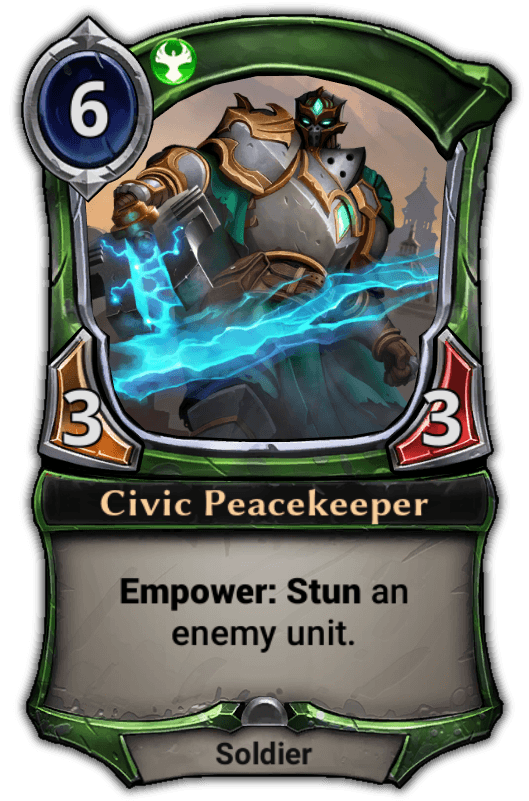 6
3
3
Civic Peacekeeper
Empower: Stun an
enemy unit.
Soldier